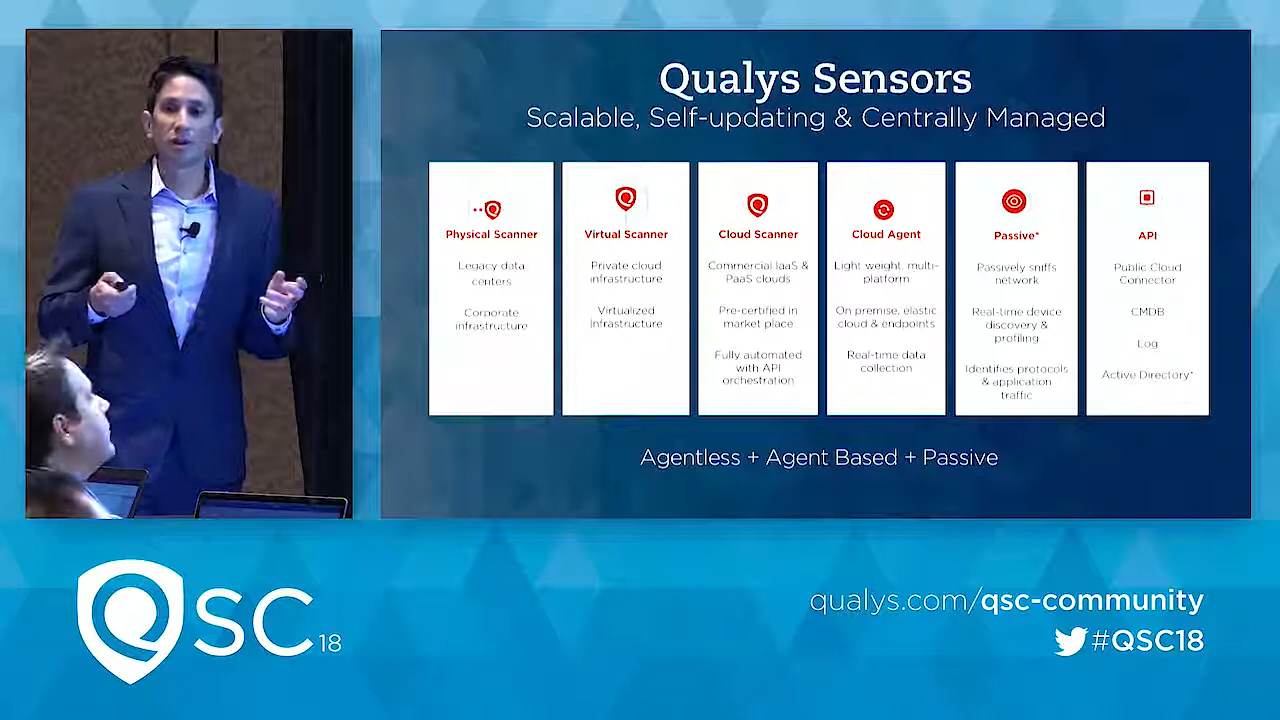 Qualys Sensors
Scalable, Self-updating & Centrally Managed
Physical Scanner
Legacy data
centers
Corporate
infrastructure
Virtual Scanner
Private cloud
infrastructure
Virtualized
Infrastructure
Cloud Scanner
Commercial IaaS &
PaaS clouds
Pre-certified in
market place
Fully automated
with API
orchestration
Cloud Agent
Light weight, multi-
platform
On premise, elastic
cloud & endpoints
Real-time data
collection
Passive*
Passively sniffs
network
Real-time device
discovery &
profiling
Identifies protocols
& application
traffic
API
Public Cloud
Connector
CMDB
Log
Active Directory*
Agentless + Agent Based + Passive
QSC 18
qualys.com/qsc-community
#QSC18